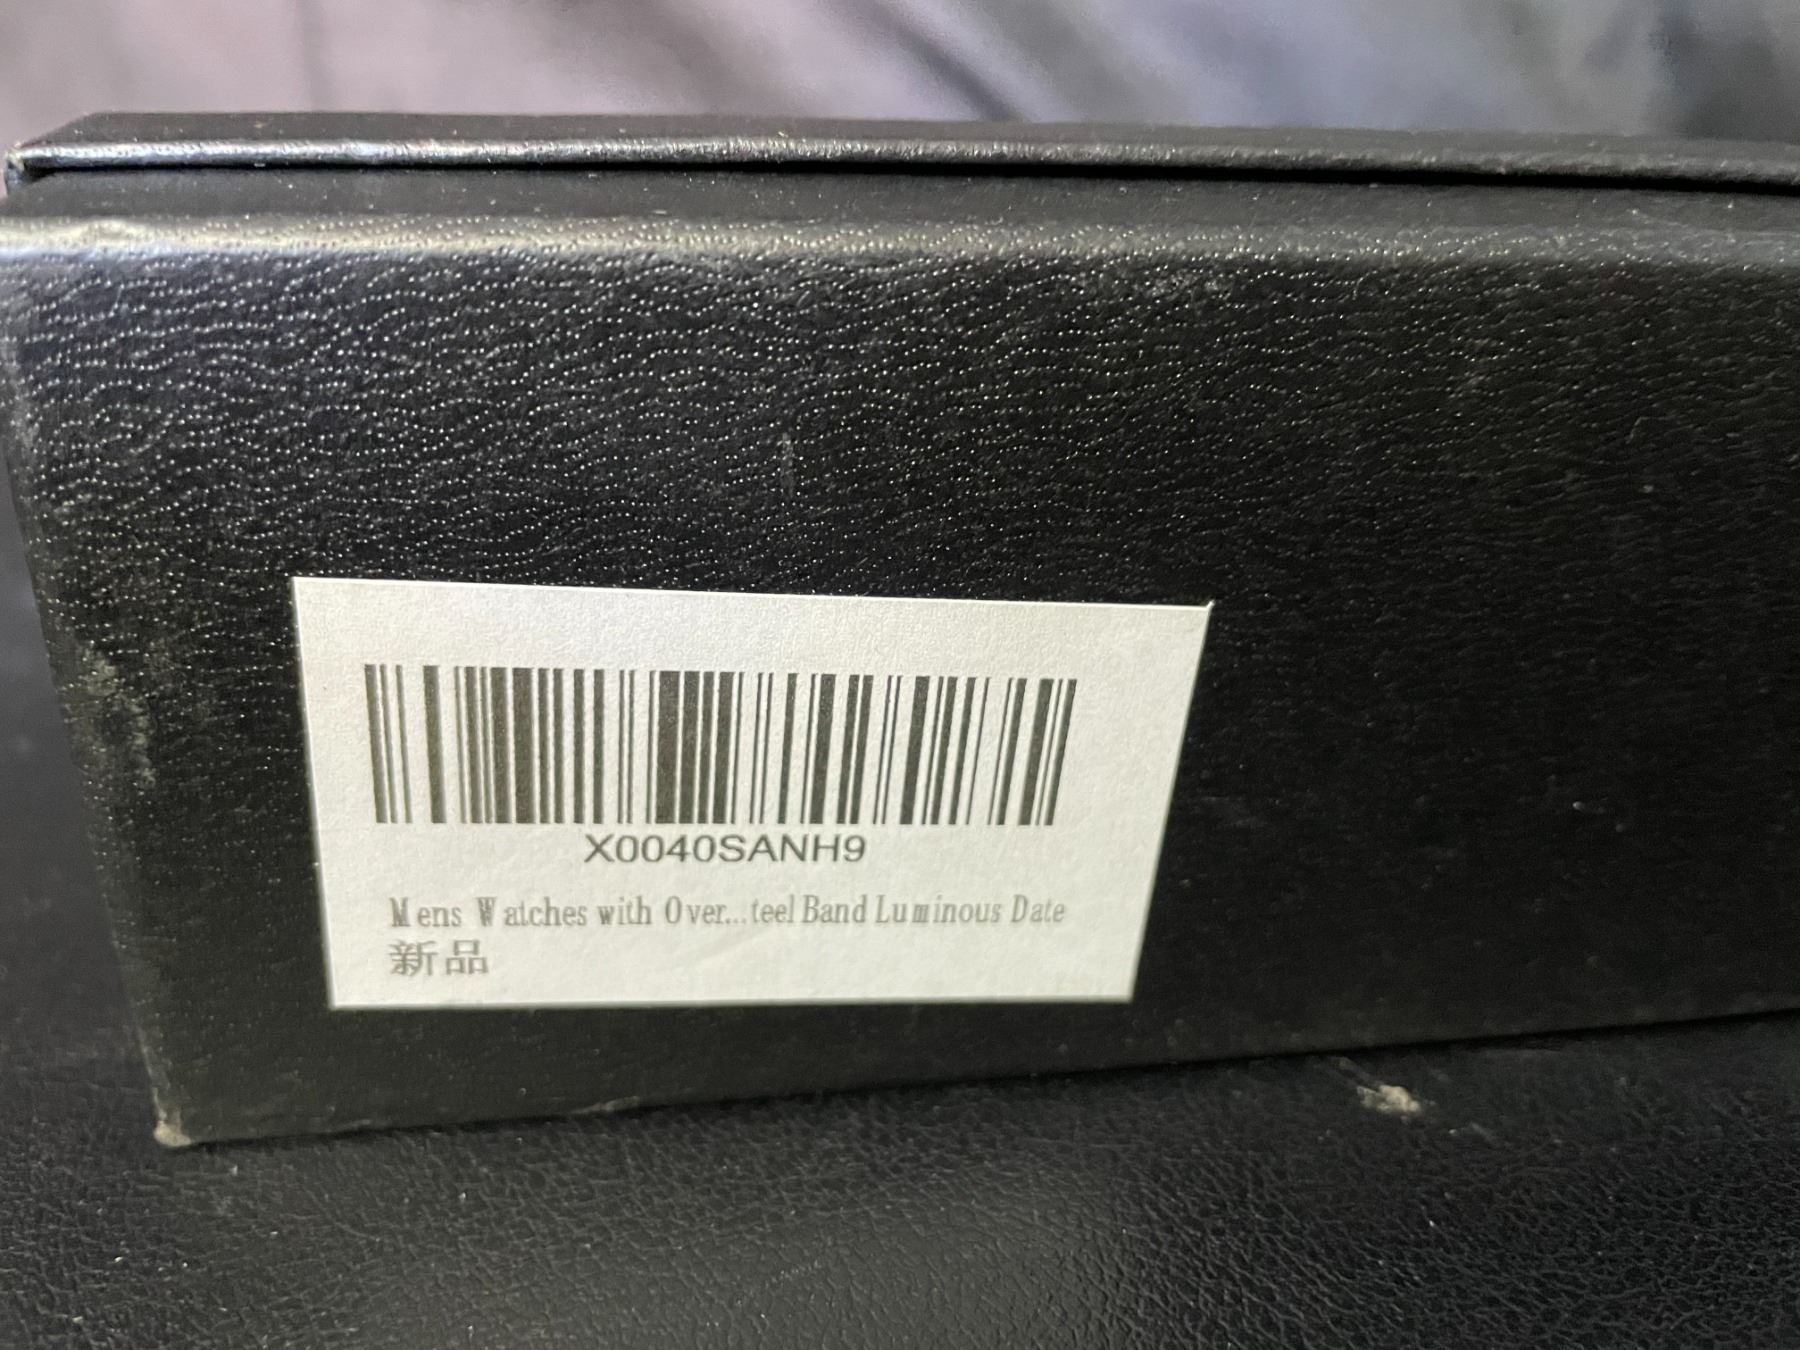 X0040SANH9
Mens Watches with Over...teel Band Luminous Date
新品